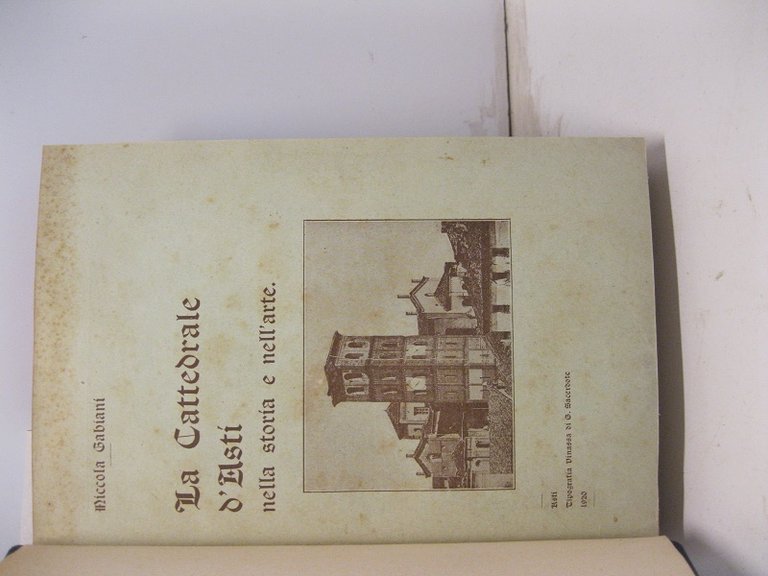 Niccola Gabiani
La Cattedrale
d'Asti
nella storia e nell'arte.
Asti
Tipografia Vinassa di G. Sacerdote
1920